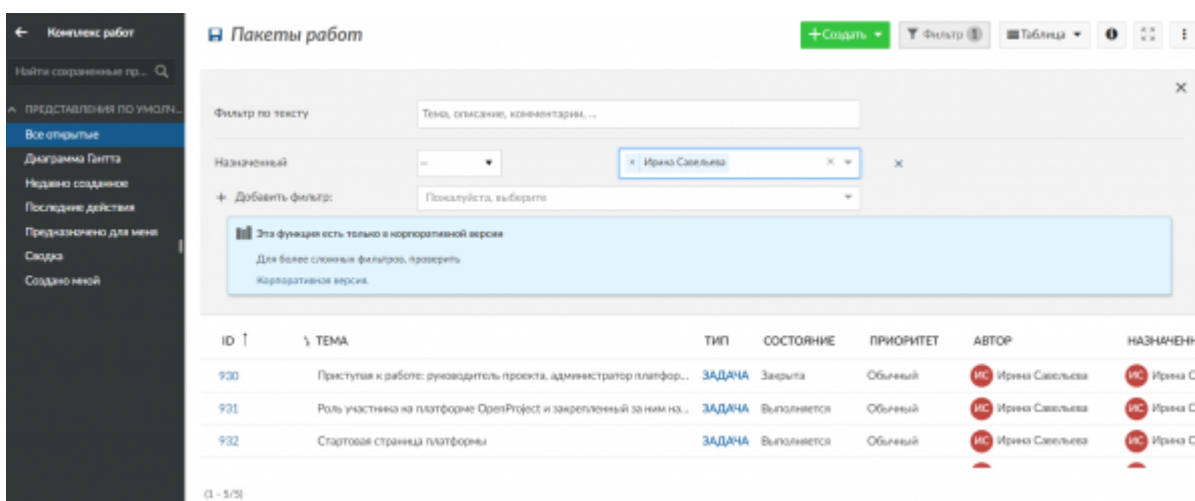 Комплекс работ
Найти сохраненные пр...
ПРЕДСТАВЛЕНИЯ ПО УМОЛЧ...
Все открытые
Диаграмма Гантта
Недавно созданное
Последние действия
Предназначено для меня
Сводка
Создано мной
Пакеты работ
+ Создать
Фильтр 1
Таблица
Фильтр по тексту
Тема, описание, комментарии, ...
Назначенный
× Ирина Савельева
+ Добавить фильтр:
Пожалуйста, выберите
Эта функция есть только в корпоративной версии
Для более сложных фильтров, проверить
Корпоративная версия.
ID ТЕМА ТИП СОСТОЯНИЕ ПРИОРИТЕТ АВТОР НАЗНАЧЕНН
930 Приступая к работе: руководитель проекта, администратор платфор... ЗАДАЧА Закрыта Обычный ИС Ирина Савельева ИС Ирина С
931 Роль участника на платформе OpenProject и закрепленный за ним на... ЗАДАЧА Выполняется Обычный ИС Ирина Савельева ИС Ирина С
932 Стартовая страница платформы ЗАДАЧА Выполняется Обычный ИС Ирина Савельева ИС Ирина С
(1 - 5/5)